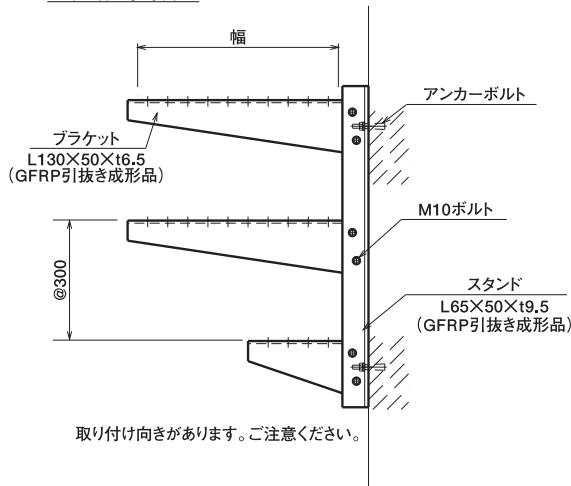 幅
アンカーボルト
ブラケット
L130×50×t6.5
(GFRP引抜き成形品)
M10ボルト
@300
スタンド
L65×50×t9.5
(GFRP引抜き成形品)
取り付け向きがあります。ご注意ください。